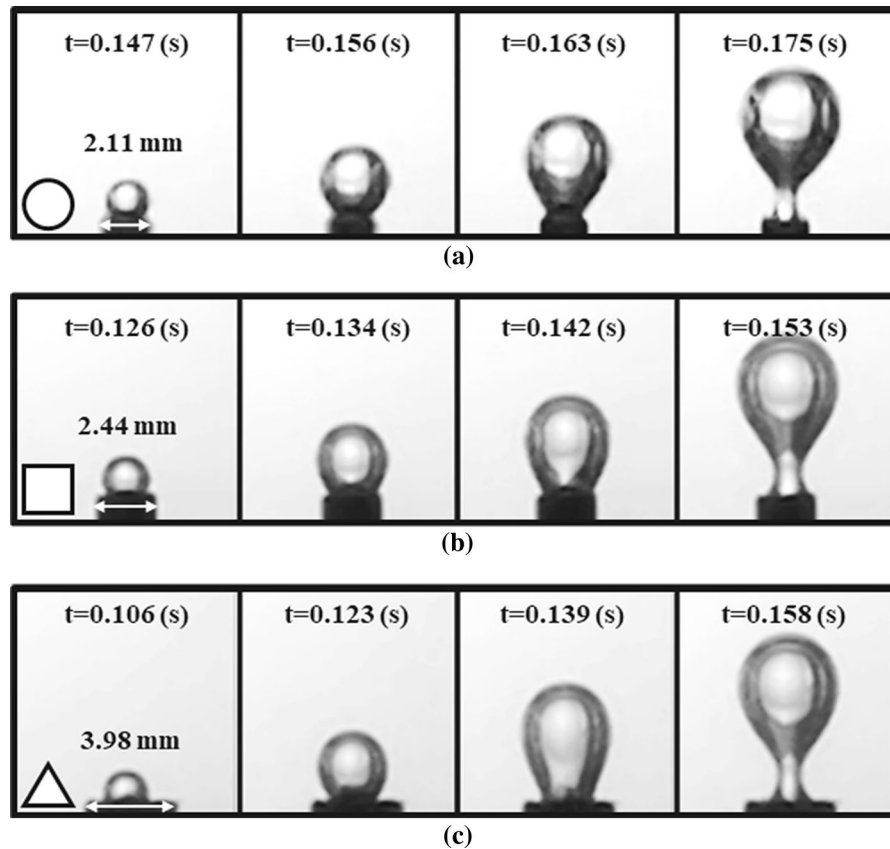 t=0.147 (s) t=0.156 (s) t=0.163 (s) t=0.175 (s)
2.11 mm
(a)
t=0.126 (s) t=0.134 (s) t=0.142 (s) t=0.153 (s)
2.44 mm
(b)
t=0.106 (s) t=0.123 (s) t=0.139 (s) t=0.158 (s)
3.98 mm
(c)